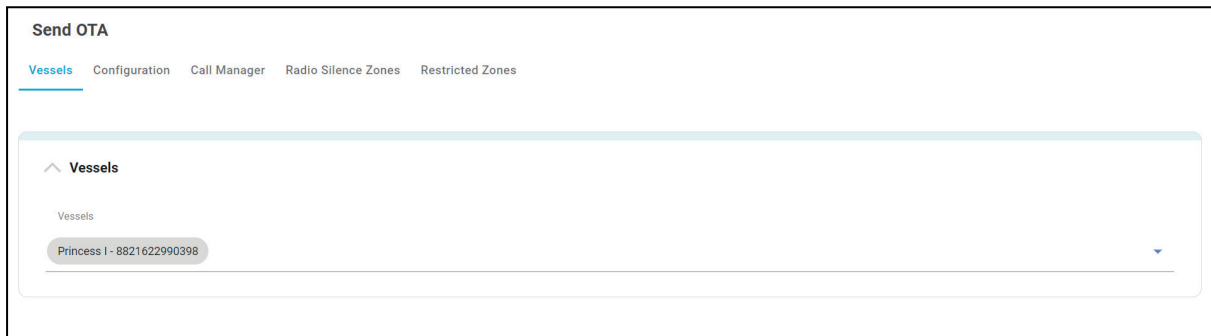 Send OTA
Vessels Configuration Call Manager Radio Silence Zones Restricted Zones
Vessels
Vessels
Princess I - 8821622990398